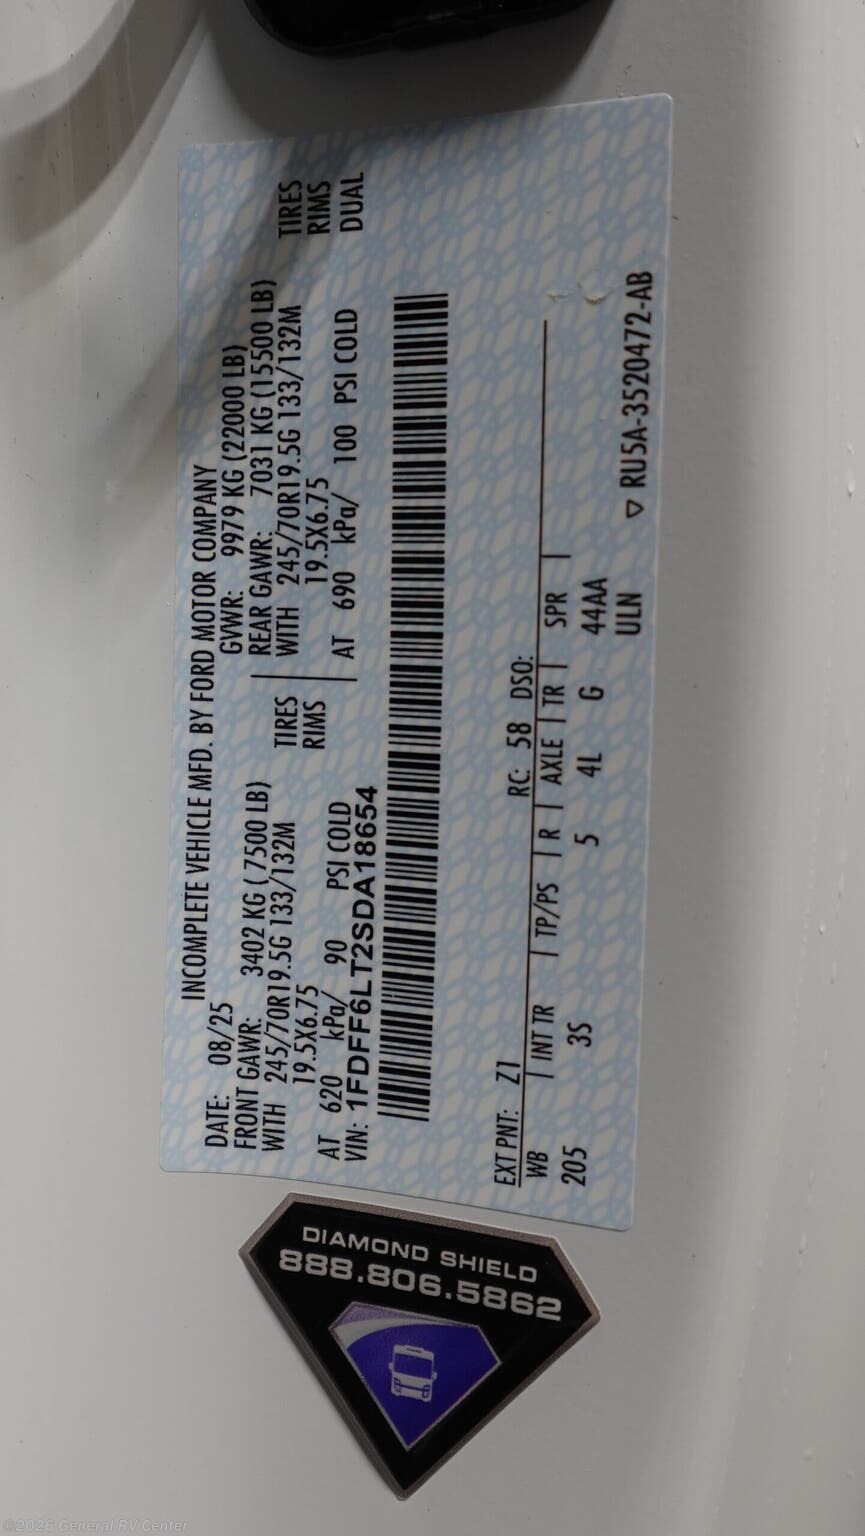 INCOMPLETE VEHICLE MFD. BY FORD MOTOR COMPANY
DATE: 08/25 GVWR: 9979 KG (22000 LB)
FRONT GAWR: 3402 KG ( 7500 LB) REAR GAWR: 7031 KG (15500 LB)
WITH 245/70R19.5G 133/132M TIRES WITH 245/70R19.5G 133/132M TIRES
19.5X6.75 RIMS 19.5X6.75 RIMS
AT 620 kPa/ 90 PSI COLD AT 690 kPa/ 100 PSI COLD DUAL
VIN: 1FDFF6LT2SDA18654
EXT PNT: Z1 RC: 58 DSO:
WB | INT TR | TP/PS | R | AXLE | TR | SPR |
205 3S 5 4L G 44AA
ULN
▽ RU5A-3520472-AB
DIAMOND SHIELD
888.806.5862
©2026 General RV Center